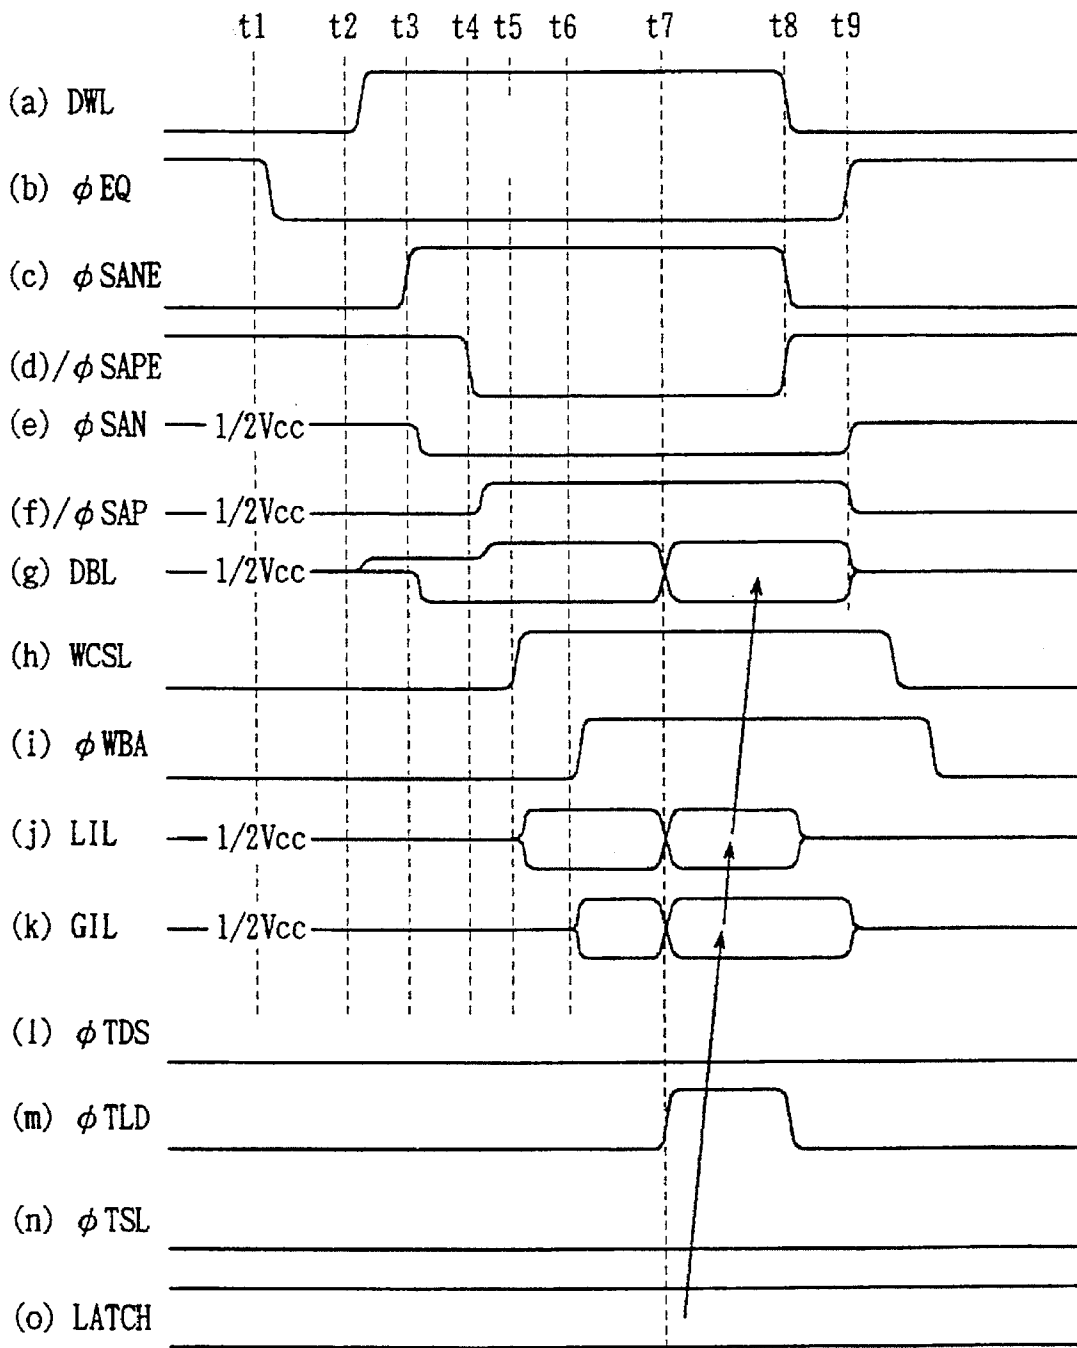 t1 t2 t3 t4 t5 t6 t7 t8 t9
(a) DWL
(b) φEQ
(c) φSANE
(d)/φSAPE
(e) φSAN 1/2Vcc
(f)/φSAP 1/2Vcc
(g) DBL 1/2Vcc
(h) WCSL
(i) φWBA
(j) LIL 1/2Vcc
(k) GIL 1/2Vcc
(l) φTDS
(m) φTLD
(n) φTSL
(o) LATCH